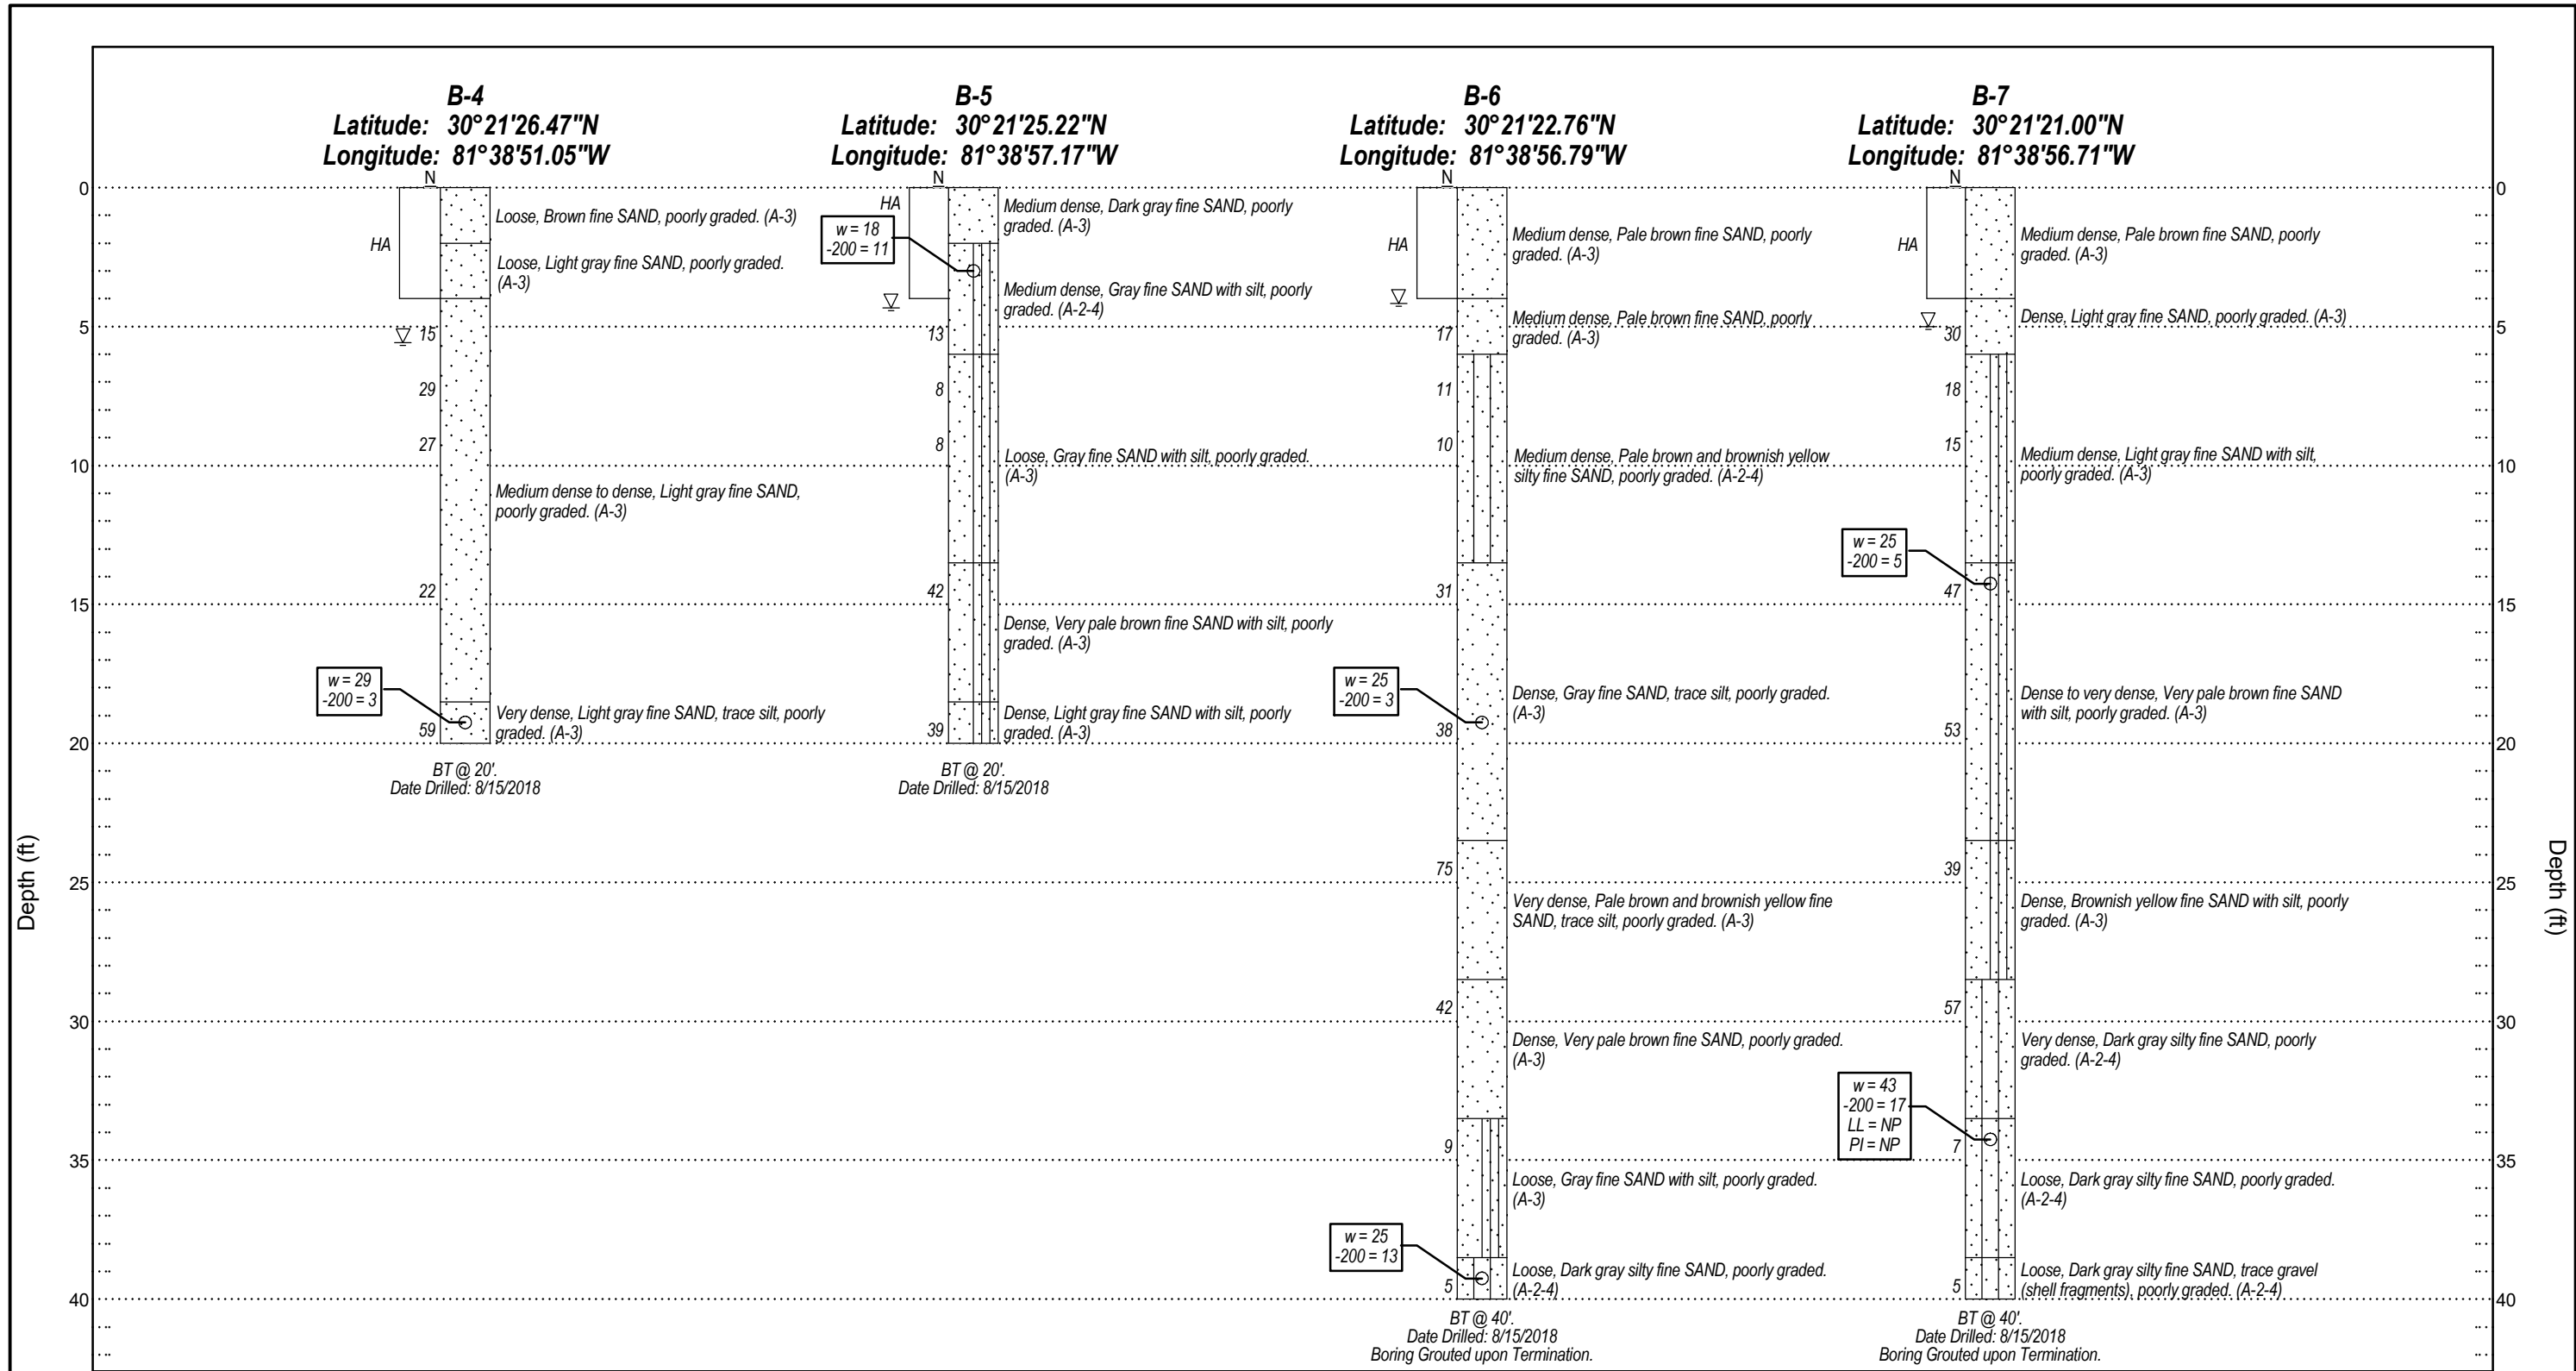 B-4
Latitude: 30°21'26.47"N
Longitude: 81°38'51.05"W
N
HA
Loose, Brown fine SAND, poorly graded. (A-3)
Loose, Light gray fine SAND, poorly graded.
(A-3)
15
29
27
Medium dense to dense, Light gray fine SAND,
poorly graded. (A-3)
22
w = 29
-200 = 3
Very dense, Light gray fine SAND, trace silt, poorly
graded. (A-3)
59
BT @ 20'.
Date Drilled: 8/15/2018
B-5
Latitude: 30°21'25.22"N
Longitude: 81°38'57.17"W
N
HA
Medium dense, Dark gray fine SAND, poorly
graded. (A-3)
w = 18
-200 = 11
Medium dense, Gray fine SAND with silt, poorly
graded. (A-2-4)
13
8
8
Loose, Gray fine SAND with silt, poorly graded.
(A-3)
42
Dense, Very pale brown fine SAND with silt, poorly
graded. (A-3)
Dense, Light gray fine SAND with silt, poorly
graded. (A-3)
39
BT @ 20'.
Date Drilled: 8/15/2018
B-6
Latitude: 30°21'22.76"N
Longitude: 81°38'56.79"W
N
HA
Medium dense, Pale brown fine SAND, poorly
graded. (A-3)
Medium dense, Pale brown fine SAND, poorly
graded. (A-3)
17
11
10
Medium dense, Pale brown and brownish yellow
silty fine SAND, poorly graded. (A-2-4)
31
w = 25
-200 = 3
Dense, Gray fine SAND, trace silt, poorly graded.
(A-3)
38
75
Very dense, Pale brown and brownish yellow fine
SAND, trace silt, poorly graded. (A-3)
42
Dense, Very pale brown fine SAND, poorly graded.
(A-3)
9
Loose, Gray fine SAND with silt, poorly graded.
(A-3)
w = 25
-200 = 13
Loose, Dark gray silty fine SAND, poorly graded.
(A-2-4)
5
BT @ 40'.
Date Drilled: 8/15/2018
Boring Grouted upon Termination.
B-7
Latitude: 30°21'21.00"N
Longitude: 81°38'56.71"W
N
HA
Medium dense, Pale brown fine SAND, poorly
graded. (A-3)
Dense, Light gray fine SAND, poorly graded. (A-3)
30
18
15
Medium dense, Light gray fine SAND with silt,
poorly graded. (A-3)
w = 25
-200 = 5
47
Dense to very dense, Very pale brown fine SAND
with silt, poorly graded. (A-3)
53
39
Dense, Brownish yellow fine SAND with silt, poorly
graded. (A-3)
57
Very dense, Dark gray silty fine SAND, poorly
graded. (A-2-4)
w = 43
-200 = 17
LL = NP
PI = NP
7
Loose, Dark gray silty fine SAND, poorly graded.
(A-2-4)
Loose, Dark gray silty fine SAND, trace gravel
(shell fragments), poorly graded. (A-2-4)
5
BT @ 40'.
Date Drilled: 8/15/2018
Boring Grouted upon Termination.
Depth (ft)
0
5
10
15
20
25
30
35
40
0
5
10
15
20
25
30
35
40
Depth (ft)